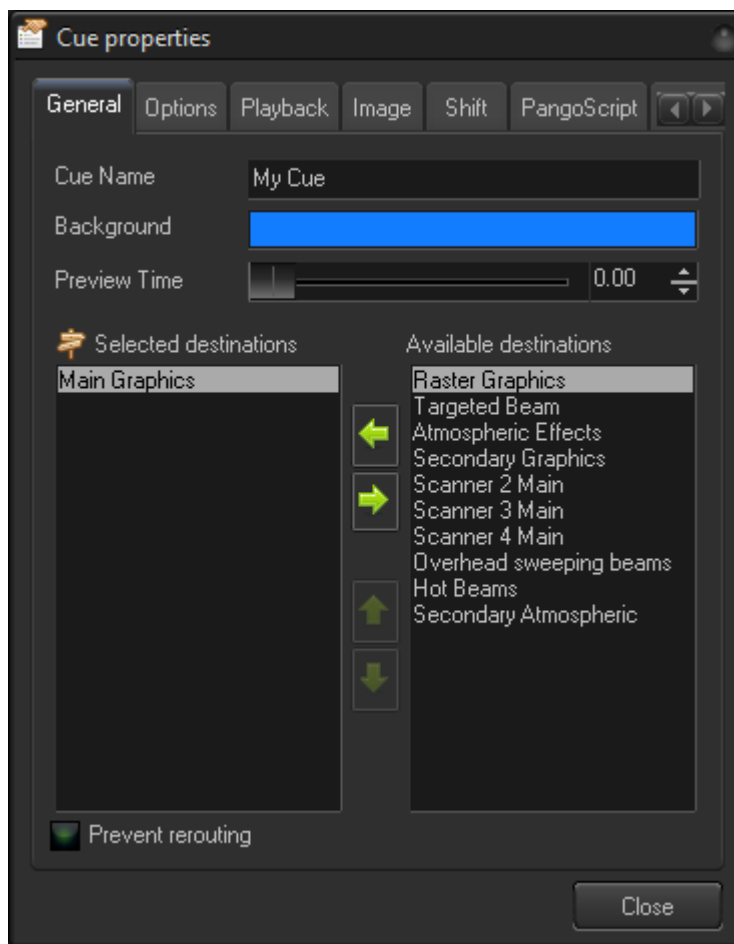 Cue properties
General Options Playback Image Shift PangoScript
Cue Name My Cue
Background
Preview Time 0.00
Selected destinations Available destinations
Main Graphics Raster Graphics
Targeted Beam
Atmospheric Effects
Secondary Graphics
Scanner 2 Main
Scanner 3 Main
Scanner 4 Main
Overhead sweeping beams
Hot Beams
Secondary Atmospheric
Prevent rerouting
Close